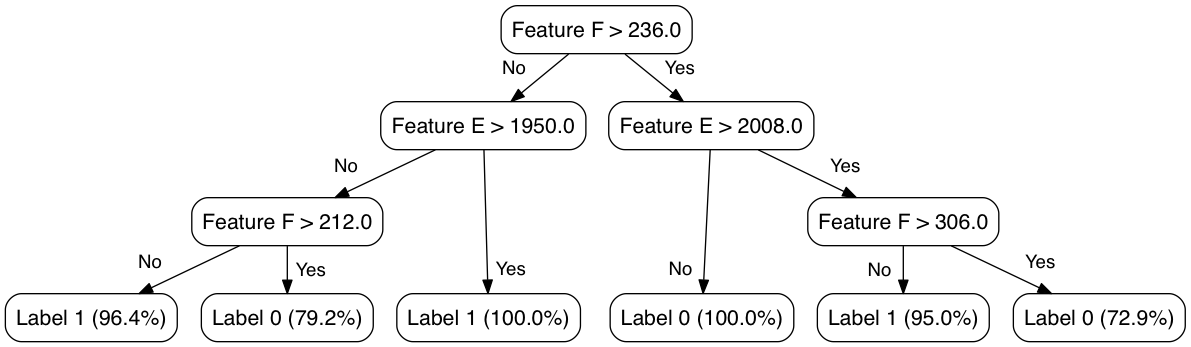 Feature F > 236.0
No
Yes
Feature E > 1950.0
Feature E > 2008.0
No
Yes
Feature F > 212.0
Feature F > 306.0
No
Yes
Yes
No
No
Yes
Label 1 (96.4%)
Label 0 (79.2%)
Label 1 (100.0%)
Label 0 (100.0%)
Label 1 (95.0%)
Label 0 (72.9%)